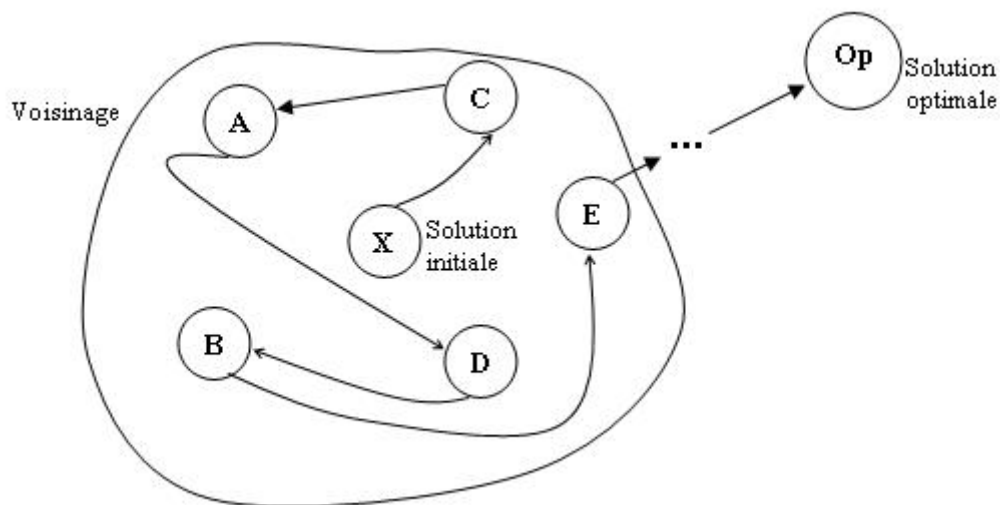 Voisinage
A
C
X
Solution
initiale
E
...
Op
Solution
optimale
B
D